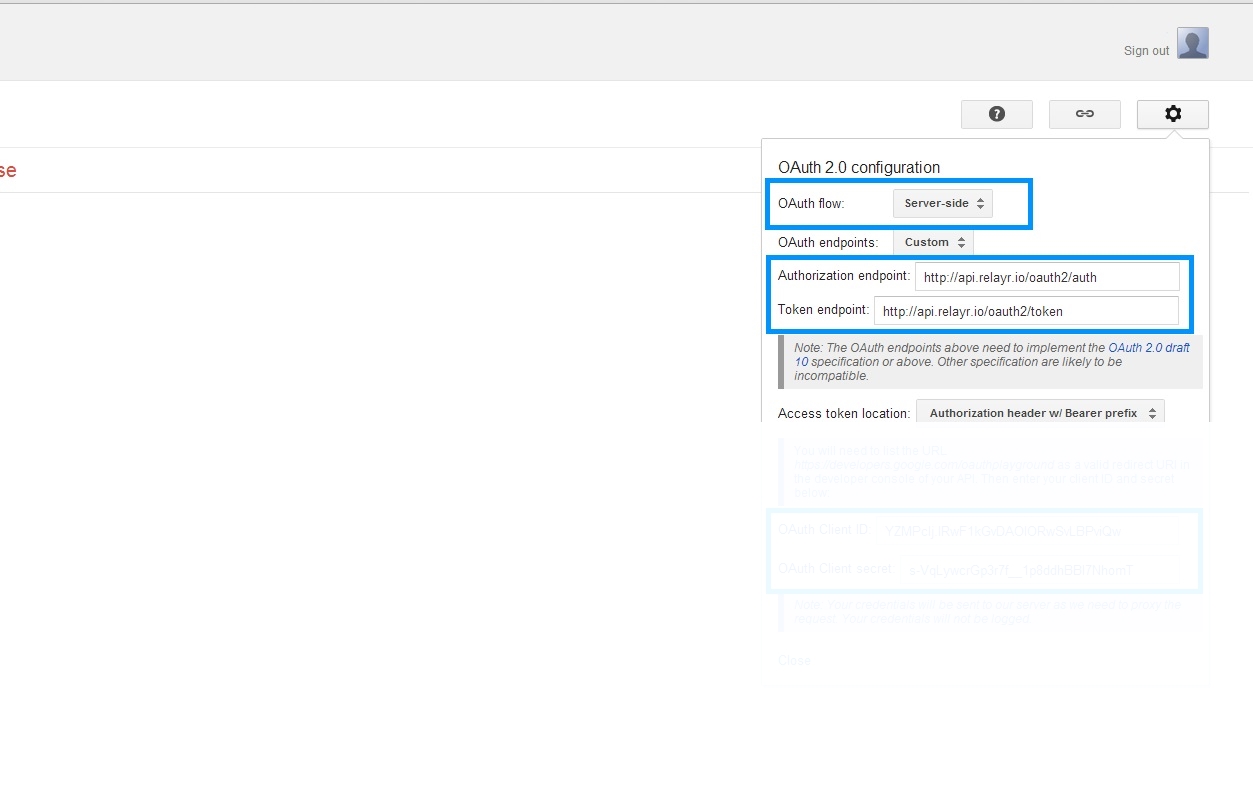 Sign out
se
OAuth 2.0 configuration
OAuth flow: Server-side
OAuth endpoints: Custom
Authorization endpoint: http://api.relayr.io/oauth2/auth
Token endpoint: http://api.relayr.io/oauth2/token
Note: The OAuth endpoints above need to implement the OAuth 2.0 draft
10 specification or above. Other specification are likely to be
incompatible.
Access token location: Authorization header w/ Bearer prefix
You will need to list the URL
https://developers.google.com/oauthplayground as a valid redirect URI in
the developer console of your API. Then enter your client ID and secret
below:
OAuth Client ID:
OAuth Client secret:
Note: Your credentials will be sent to our server as we need to proxy the
request. Your credentials will not be logged.
Close